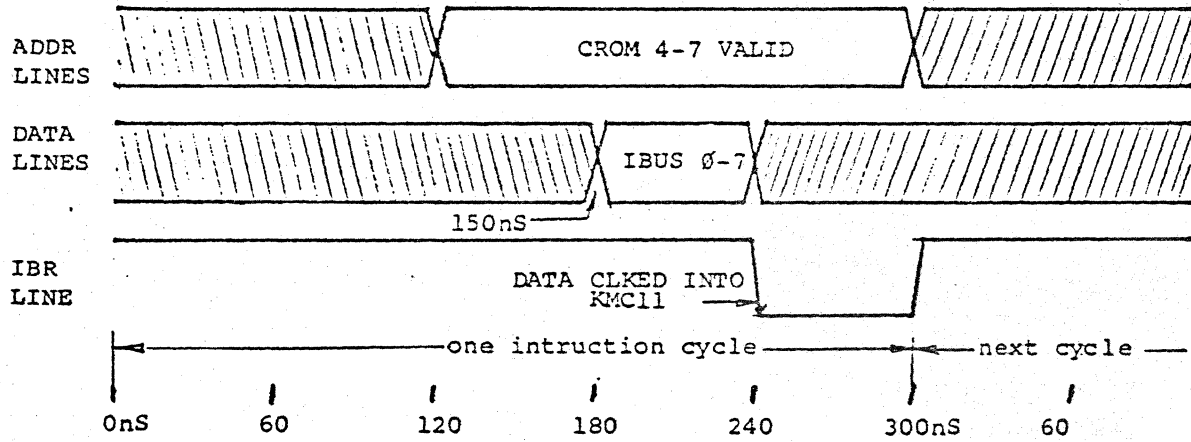 ADDR
LINES
CROM 4-7 VALID
DATA
LINES
IBUS Ø-7
150nS
IBR
LINE
DATA CLKED INTO
KMC11
one intruction cycle
next cycle
0nS 60 120 180 240 300nS 60